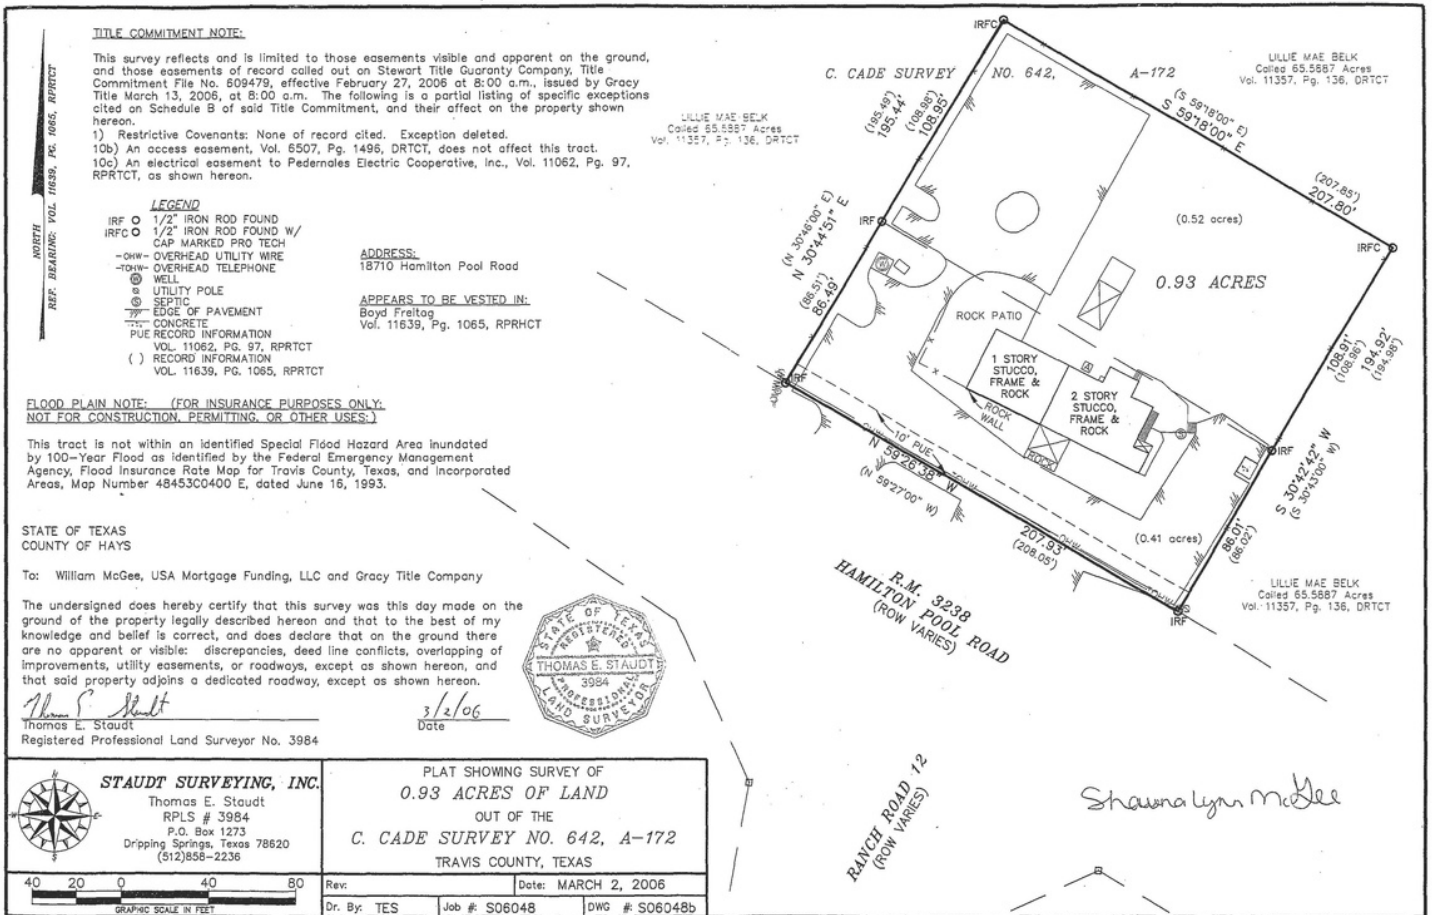 TITLE COMMITMENT NOTE:
This survey reflects and is limited to those easements visible and apparent on the ground,
and those easements of record called out on Stewart Title Guaranty Company, Title
Commitment File No. 609479, effective February 27, 2006 at 8:00 a.m., issued by Gracy
Title March 13, 2006, at 8:00 a.m. The following is a partial listing of specific exceptions
cited on Schedule B of said Title Commitment, and their affect on the property shown
hereon.
1) Restrictive Covenants: None of record cited. Exception deleted.
10b) An access easement, Vol. 6507, Pg. 1496, DRTCT, does not affect this tract.
10c) An electrical easement to Pedernales Electric Cooperative, Inc., Vol. 11062, Pg. 97,
RPRTCT, as shown hereon.
NORTH
REF. BEARING: VOL 11639, PG. 1065, RPRTCT
LEGEND
IRF 1/2" IRON ROD FOUND
IRFC 1/2" IRON ROD FOUND W/
CAP MARKED PRO TECH
-OHW- OVERHEAD UTILITY WIRE
-TOHW- OVERHEAD TELEPHONE
WELL
UTILITY POLE
SEPTIC
EDGE OF PAVEMENT
CONCRETE
PUE RECORD INFORMATION
VOL. 11062, PG. 97, RPRTCT
( ) RECORD INFORMATION
VOL. 11639, PG. 1065, RPRTCT
ADDRESS:
18710 Hamilton Pool Road
APPEARS TO BE VESTED IN:
Boyd Freitag
Vol. 11639, Pg. 1065, RPRHCT
FLOOD PLAIN NOTE: (FOR INSURANCE PURPOSES ONLY:
NOT FOR CONSTRUCTION, PERMITTING, OR OTHER USES:)
This tract is not within an identified Special Flood Hazard Area inundated
by 100-Year Flood as identified by the Federal Emergency Management
Agency, Flood Insurance Rate Map for Travis County, Texas, and Incorporated
Areas, Map Number 48453C0400 E, dated June 16, 1993.
STATE OF TEXAS
COUNTY OF HAYS
To: William McGee, USA Mortgage Funding, LLC and Gracy Title Company
The undersigned does hereby certify that this survey was this day made on the
ground of the property legally described hereon and that to the best of my
knowledge and belief is correct, and does declare that on the ground there
are no apparent or visible: discrepancies, deed line conflicts, overlapping of
improvements, utility easements, or roadways, except as shown hereon, and
that said property adjoins a dedicated roadway, except as shown hereon.
3/2/06
Thomas E. Staudt
Date
Registered Professional Land Surveyor No. 3984
STATE OF TEXAS
REGISTERED
THOMAS E. STAUDT
3984
PROFESSIONAL
LAND SURVEYOR
STAUDT SURVEYING, INC.
Thomas E. Staudt
RPLS # 3984
P.O. Box 1273
Dripping Springs, Texas 78620
(512)858-2236
N
W
E
S
40 20 0 40 80
GRAPHIC SCALE IN FEET
PLAT SHOWING SURVEY OF
0.93 ACRES OF LAND
OUT OF THE
C. CADE SURVEY NO. 642, A-172
TRAVIS COUNTY, TEXAS
Rev:
Date: MARCH 2, 2006
Dr. By: TES
Job #: S06048
DWG #: S06048b
IRFC
C. CADE SURVEY NO. 642, A-172
LILLIE MAE BELK
Called 65.5887 Acres
Vol. 11357, Pg. 136, DRTCT
LILLIE MAE BELK
Called 65.5887 Acres
Vol. 11357, Pg. 136, DRTCT
(195.49')
195.44'
(108.98')
108.95'
(S 59°18'00" E)
S 59°18'00" E
(207.85')
207.80'
IRFC
IRF
(N 30°46'00" E)
N 30°44'51" E
(86.51')
86.49'
(0.52 acres)
0.93 ACRES
ROCK PATIO
1 STORY
STUCCO,
FRAME &
ROCK
2 STORY
STUCCO,
FRAME &
ROCK
A
ROCK
WALL
ROCK
108.91'
(108.96')
194.92'
(194.98')
IRF
10' PUE
N 59°26'38" W
(N 59°27'00" W)
OHW
TOHW
IRF
S 30°42'42" W
(S 30°43'00" W)
(0.41 acres)
86.01'
(86.02')
207.93'
(208.05')
OHW
TOHW
IRF
LILLIE MAE BELK
Called 65.5887 Acres
Vol. 11357, Pg. 136, DRTCT
R.M. 3238
HAMILTON POOL ROAD
(ROW VARIES)
RANCH ROAD 12
(ROW VARIES)
Shawna Lynn McGee